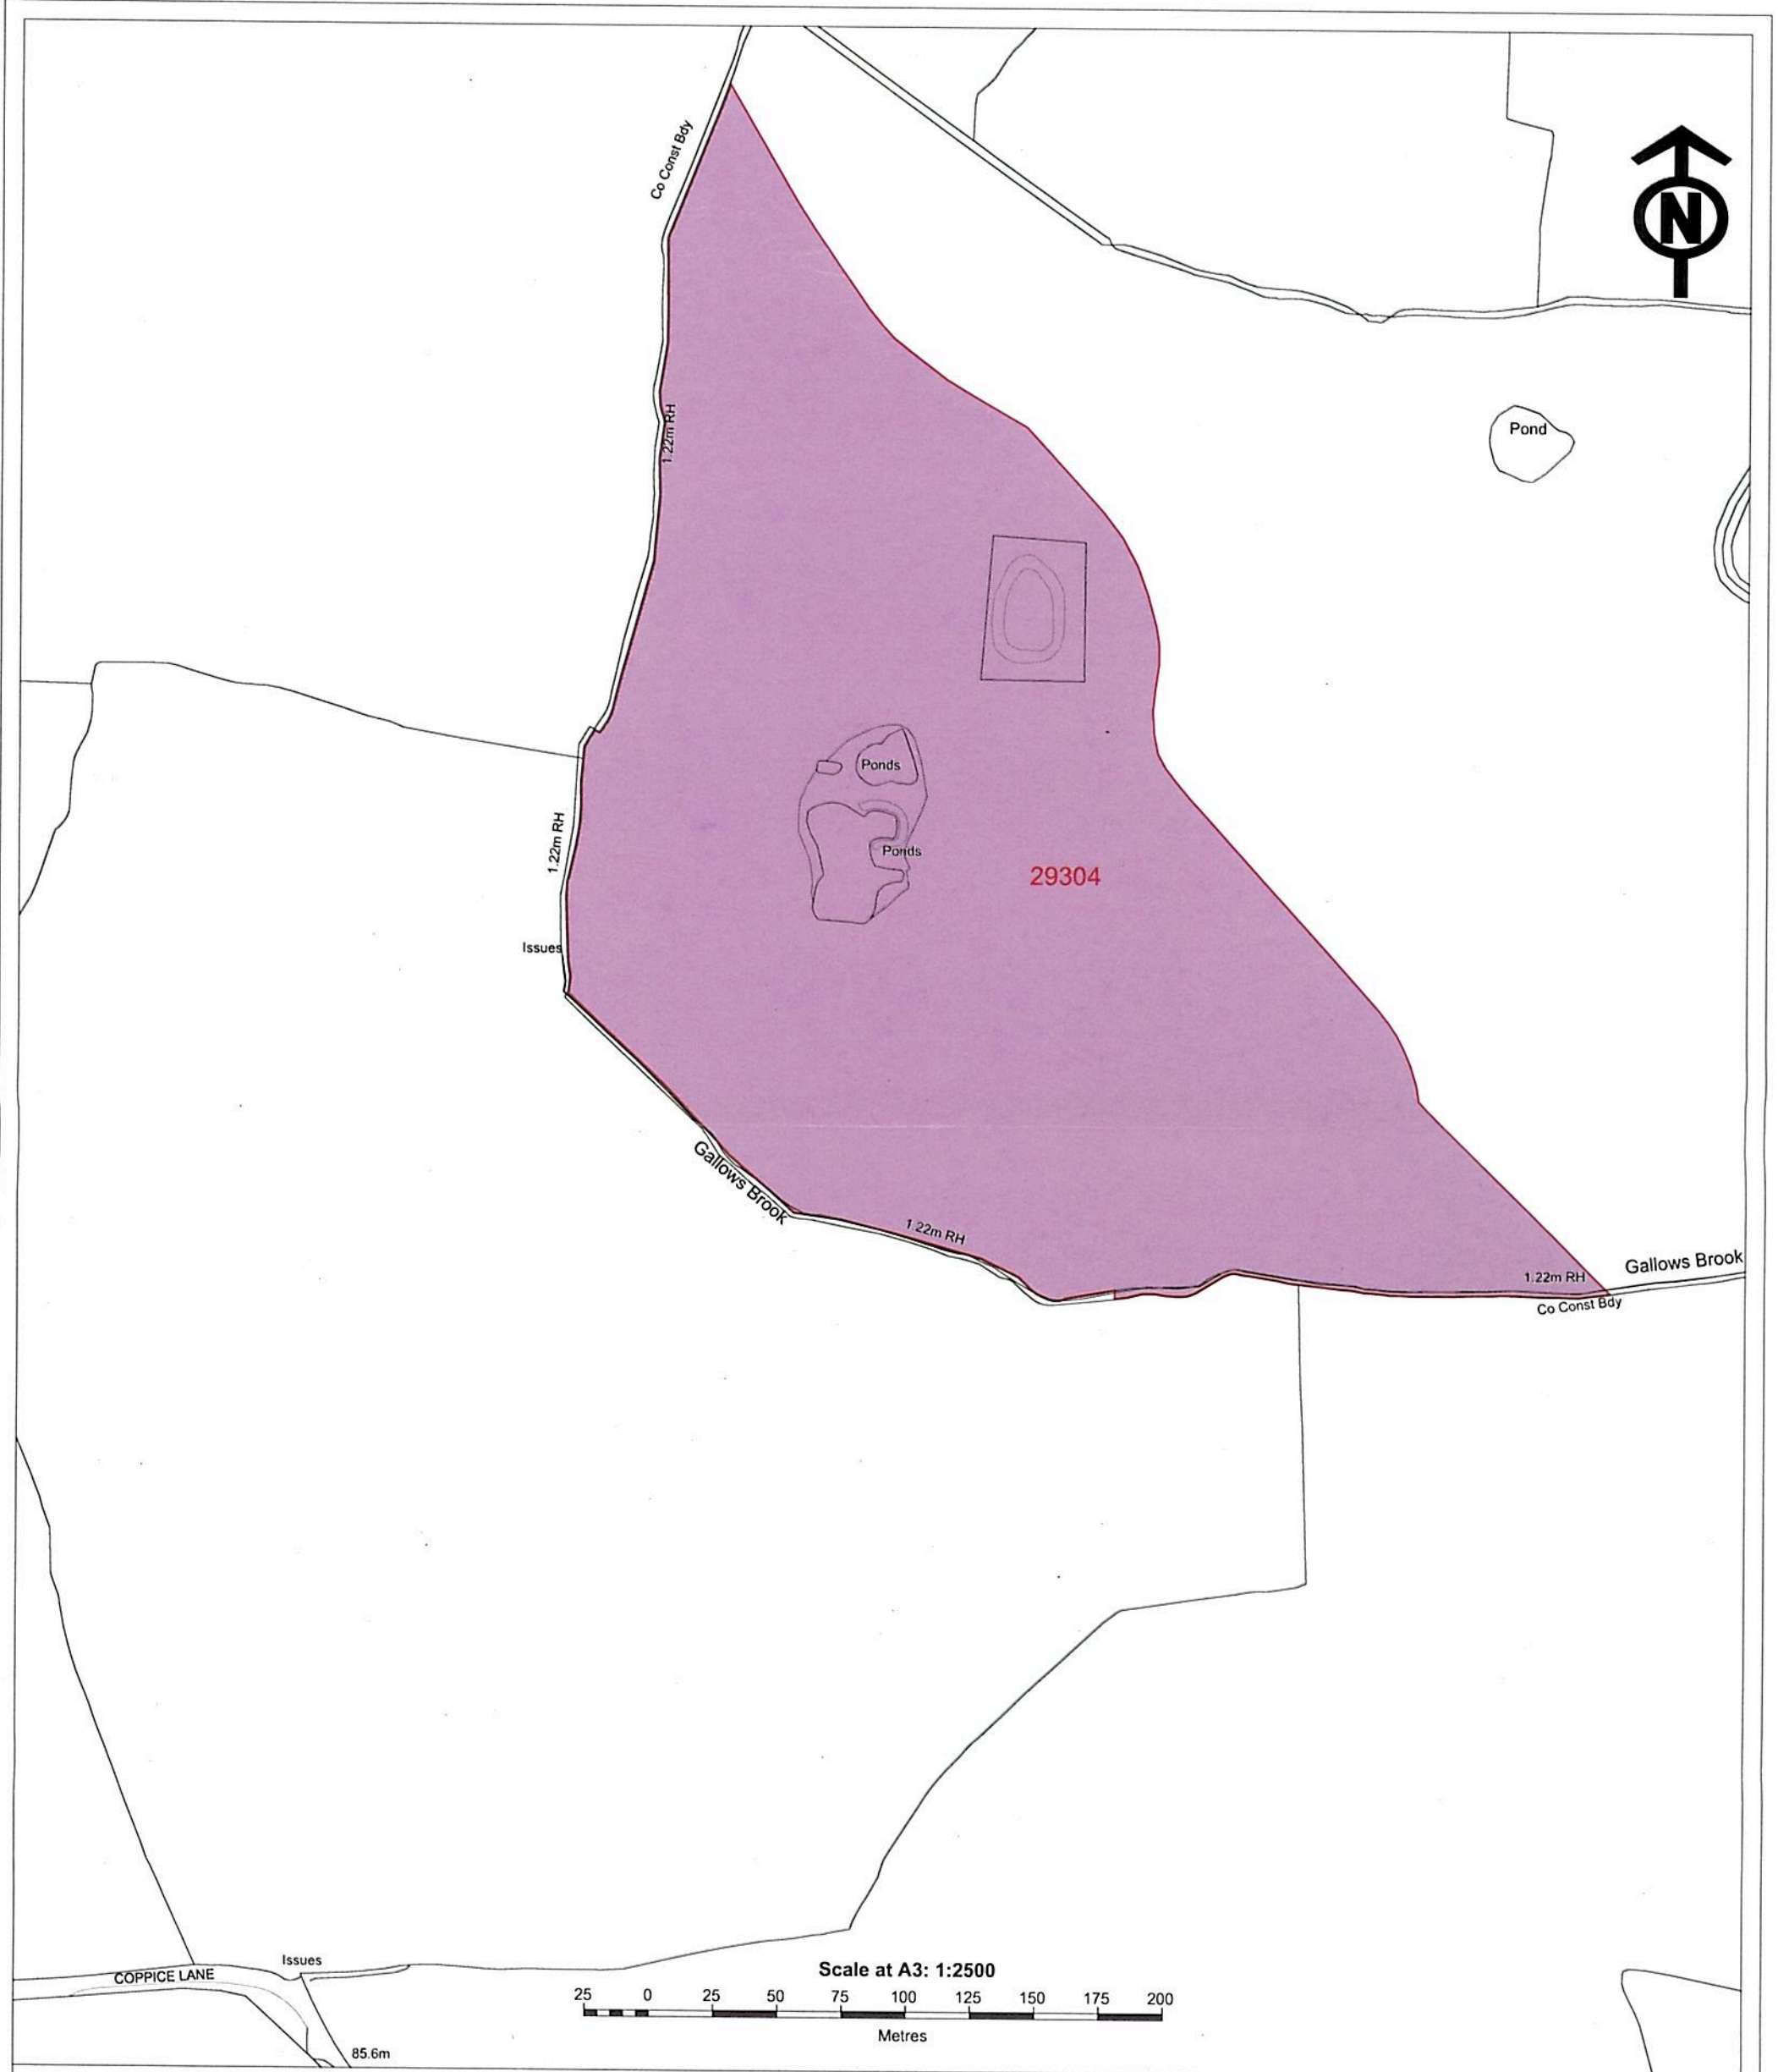 Co Const Bdy
N
1.22m RH
Pond
Ponds
1.22m RH
Ponds
29304
Issues
Gallows Brook
1.22m RH
Gallows Brook
1.22m RH
Co Const Bdy
Issues
COPPICE LANE
Scale at A3: 1:2500
25 0 25 50 75 100 125 150 175 200
Metres
85.6m